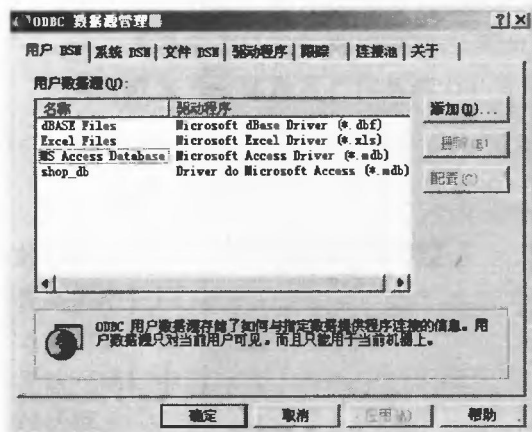 ODBC 数据源管理器
用户 DSN 系统 DSN 文件 DSN 驱动程序 跟踪 连接池 关于
用户数据源(U):
名称 驱动程序
dBASE Files Microsoft dBase Driver (*.dbf)
Excel Files Microsoft Excel Driver (*.xls)
MS Access Database Microsoft Access Driver (*.mdb)
shop_db Driver do Microsoft Access (*.mdb)
添加(D)...
删除(R)
配置(C)...
ODBC 用户数据源存储了如何与指定数据提供程序连接的信息。用
户数据源只对当前用户可见，而且只能用于当前机器上。
确定 取消 应用(A) 帮助